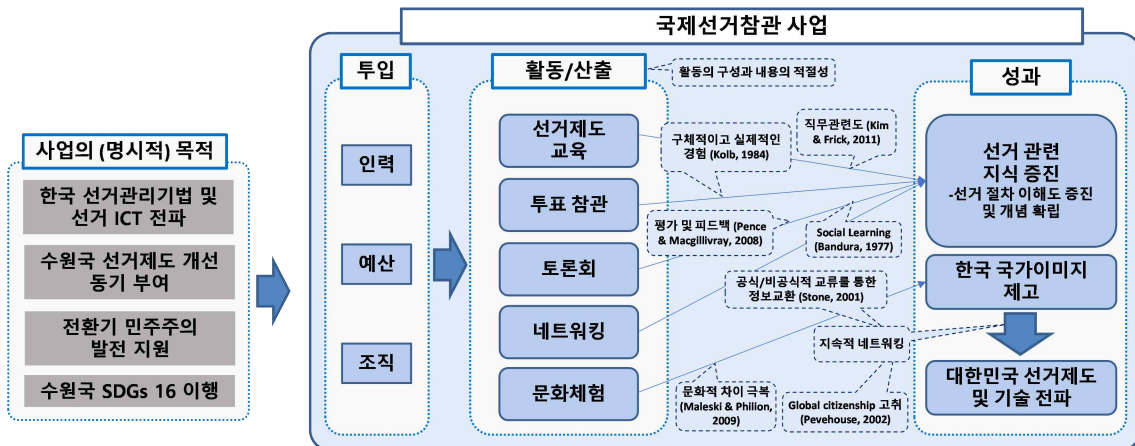 국제선거참관 사업
사업의 (명시적) 목적
한국 선거관리기법 및
선거 ICT 전파
수원국 선거제도 개선
동기 부여
전환기 민주주의
발전 지원
수원국 SDGs 16 이행
투입
인력
예산
조직
활동/산출
선거제도
교육
투표 참관
토론회
네트워킹
문화체험
활동의 구성과 내용의 적절성
구체적이고 실제적인
경험 (Kolb, 1984)
직무관련도 (Kim
& Frick, 2011)
평가 및 피드백 (Pence
& Macgillivray, 2008)
Social Learning
(Bandura, 1977)
공식/비공식적 교류를 통한
정보교환 (Stone, 2001)
지속적 네트워킹
문화적 차이 극복
(Maleski & Philion,
2009)
Global citizenship 고취
(Pevehouse, 2002)
성과
선거 관련
지식 증진
-선거 절차 이해도 증진
및 개념 확립
한국 국가이미지
제고
대한민국 선거제도
및 기술 전파